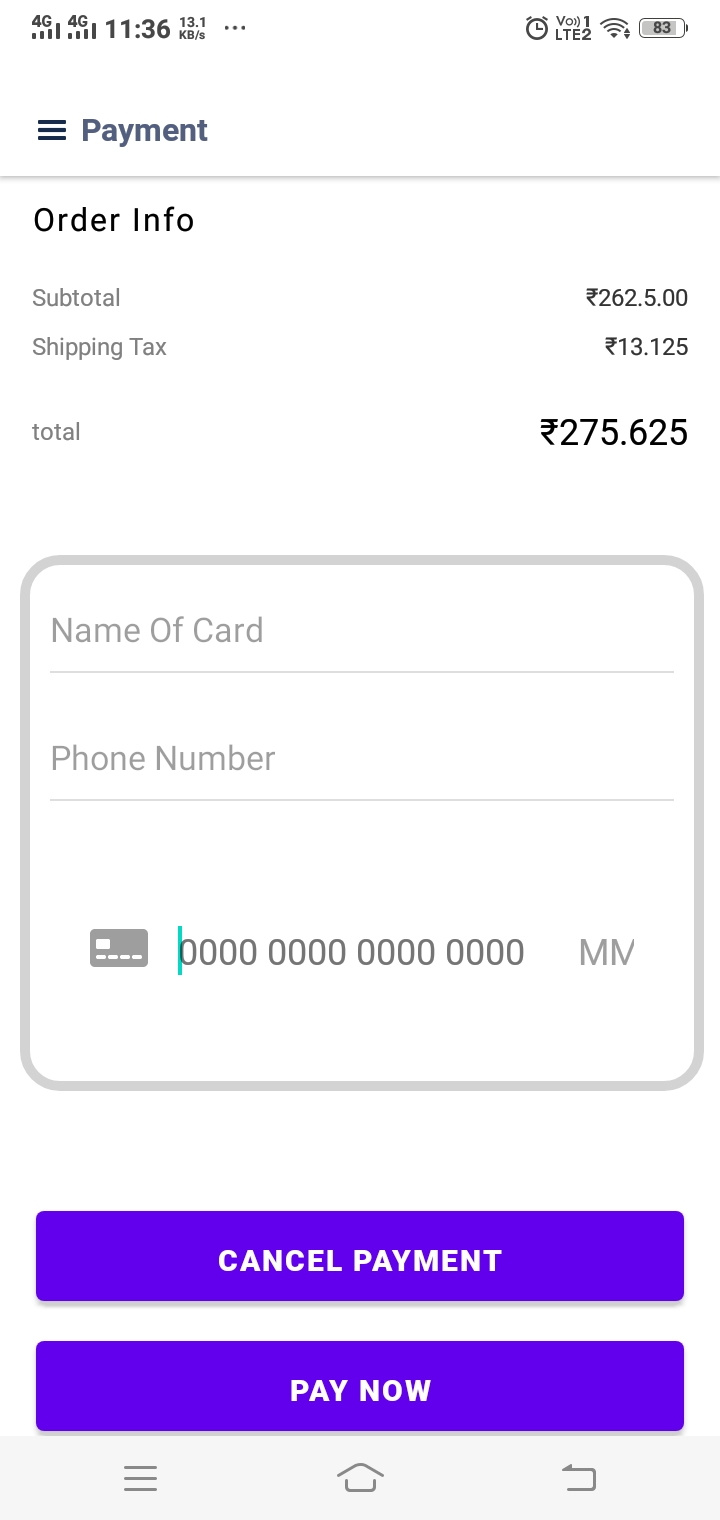 4G 4G 11:36 13.1 KB/s ... Vo)) 1 LTE2 83
Payment
Order Info
Subtotal ₹262.5.00
Shipping Tax ₹13.125
total ₹275.625
Name Of Card
Phone Number
0000 0000 0000 0000 MM
CANCEL PAYMENT
PAY NOW